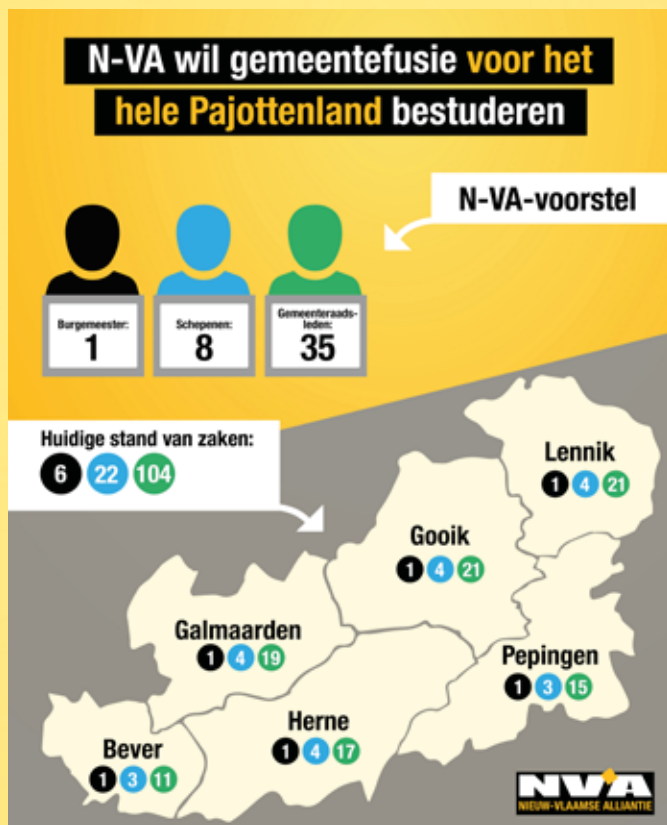 N-VA wil gemeentefusie voor het
hele Pajottenland bestuderen
N-VA-voorstel
Burgemeester:
1
Schepenen:
8
Gemeenteraads-
leden:
35
Huidige stand van zaken:
6 22 104
Lennik
1 4 21
Gooik
1 4 21
Galmaarden
1 4 19
Pepingen
1 3 15
Herne
1 4 17
Bever
1 3 11
N-VA
NIEUW-VLAAMSE ALLIANTIE